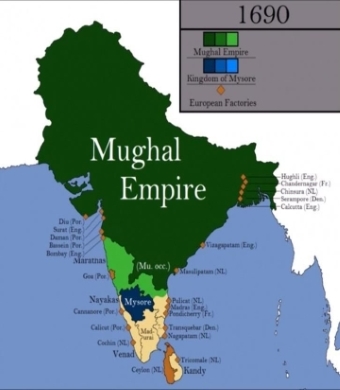 1690
Mughal Empire
Kingdom of Mysore
European Factories
Mughal
Empire
Hughli (Eng.)
Chandernagar (Fr.)
Chinsura (NL)
Serampore (Den.)
Calcutta (Eng.)
Diu (Por.
Surat (Eng.
Daman (Por.
Bassein (Por.
Bombay (Eng.
Vizagapatam (Eng.)
Marathas
(Mu. occ.)
Goa (Por.
Masulipatam (NL)
Nayakas
Mysore
Pulicat (NL)
Madras (Eng.)
Pondicherry (Fr.)
Cannanore (Por.
Calicut (Por.
Mad-
urai
Tranquebar (Den.)
Nagapatam (NL)
Cochin (NL)
Venad
Trincomale (NL)
Ceylon (NL)
Kandy